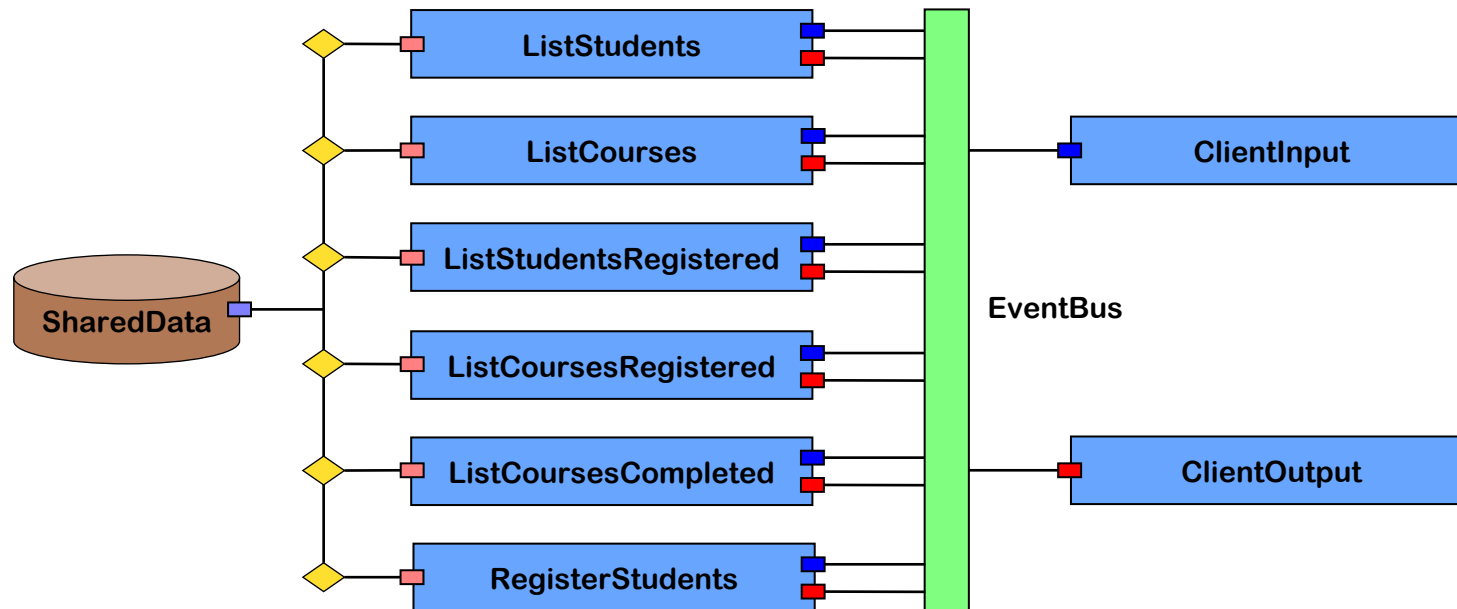 ListStudents
ListCourses
ClientInput
ListStudentsRegistered
SharedData
EventBus
ListCoursesRegistered
ListCoursesCompleted
ClientOutput
RegisterStudents